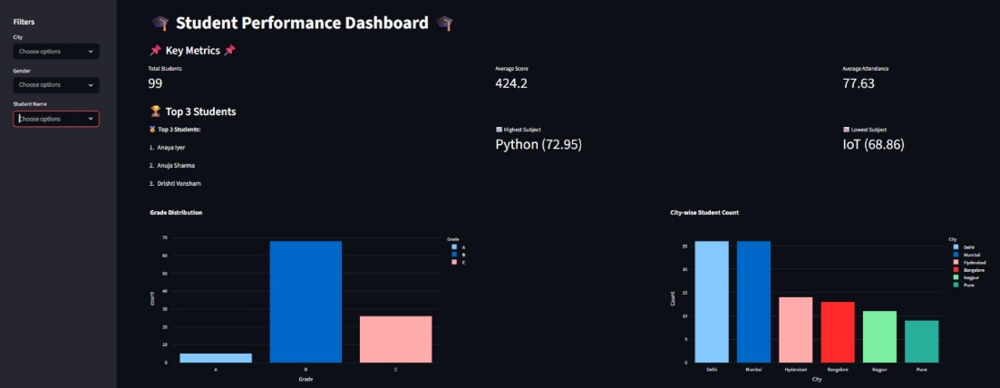 Filters
City
Choose options
Gender
Choose options
Student Name
Choose options
Student Performance Dashboard
Key Metrics
Total Students
99
Average Score
424.2
Average Attendance
77.63
Top 3 Students
Top 3 Students:
1. Anaya Iyer
2. Anuja Sharma
3. Drishti Vansham
Highest Subject
Python (72.95)
Lowest Subject
IoT (68.86)
Grade Distribution
70
60
50
40
30
20
10
0
count
A
B
C
Grade
Grade
A
B
C
City-wise Student Count
25
20
15
10
5
0
Count
Delhi
Mumbai
Hyderabad
Bangalore
Nagpur
Pune
City
City
Delhi
Mumbai
Hyderabad
Bangalore
Nagpur
Pune